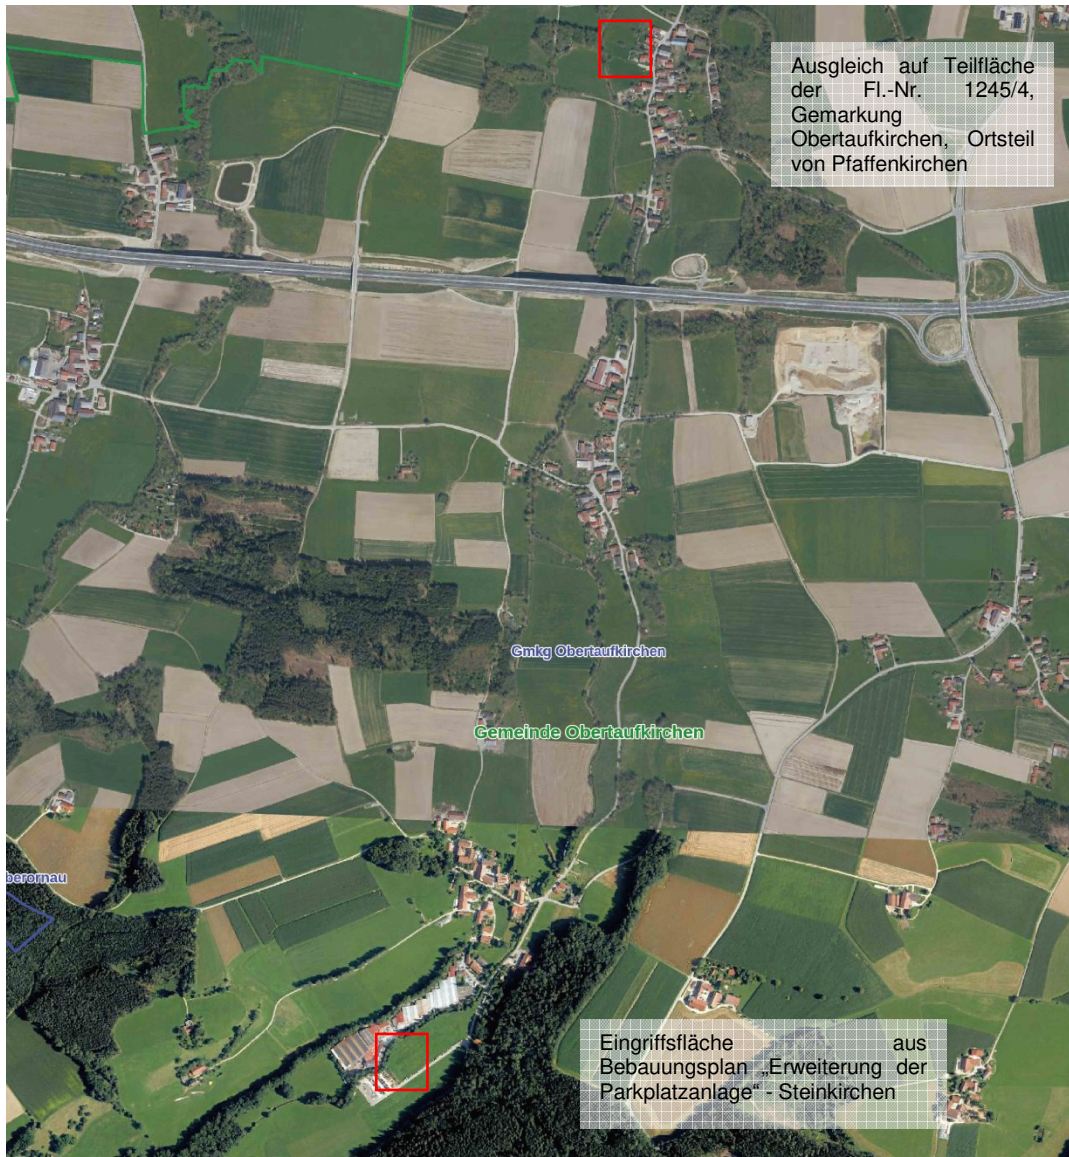 Ausgleich auf Teilfläche
der Fl.-Nr. 1245/4,
Gemarkung
Obertaufkirchen, Ortsteil
von Pfaffenkirchen
Gmkg Obertaufkirchen
Gemeinde Obertaufkirchen
berornau
Eingriffsfläche aus
Bebauungsplan „Erweiterung der
Parkplatzanlage“ - Steinkirchen